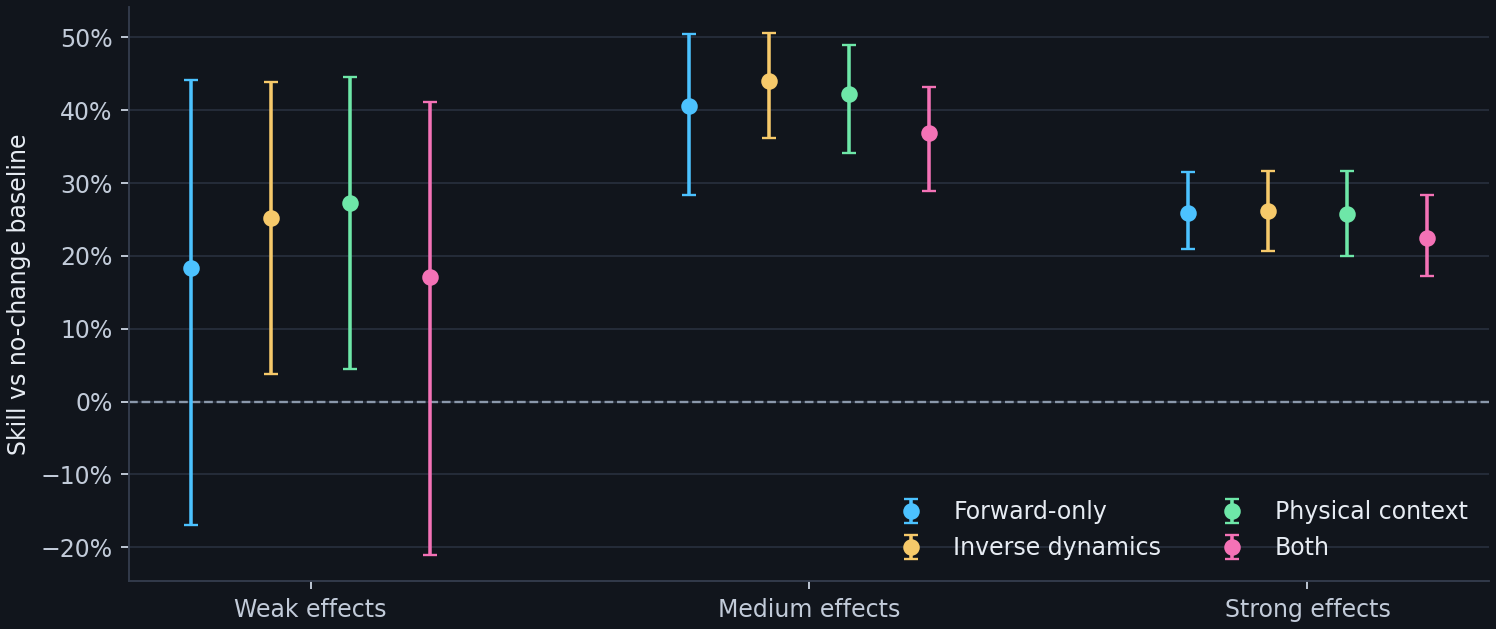 Skill vs no-change baseline
50%
40%
30%
20%
10%
0%
−10%
−20%
Weak effects
Medium effects
Strong effects
Forward-only
Inverse dynamics
Physical context
Both